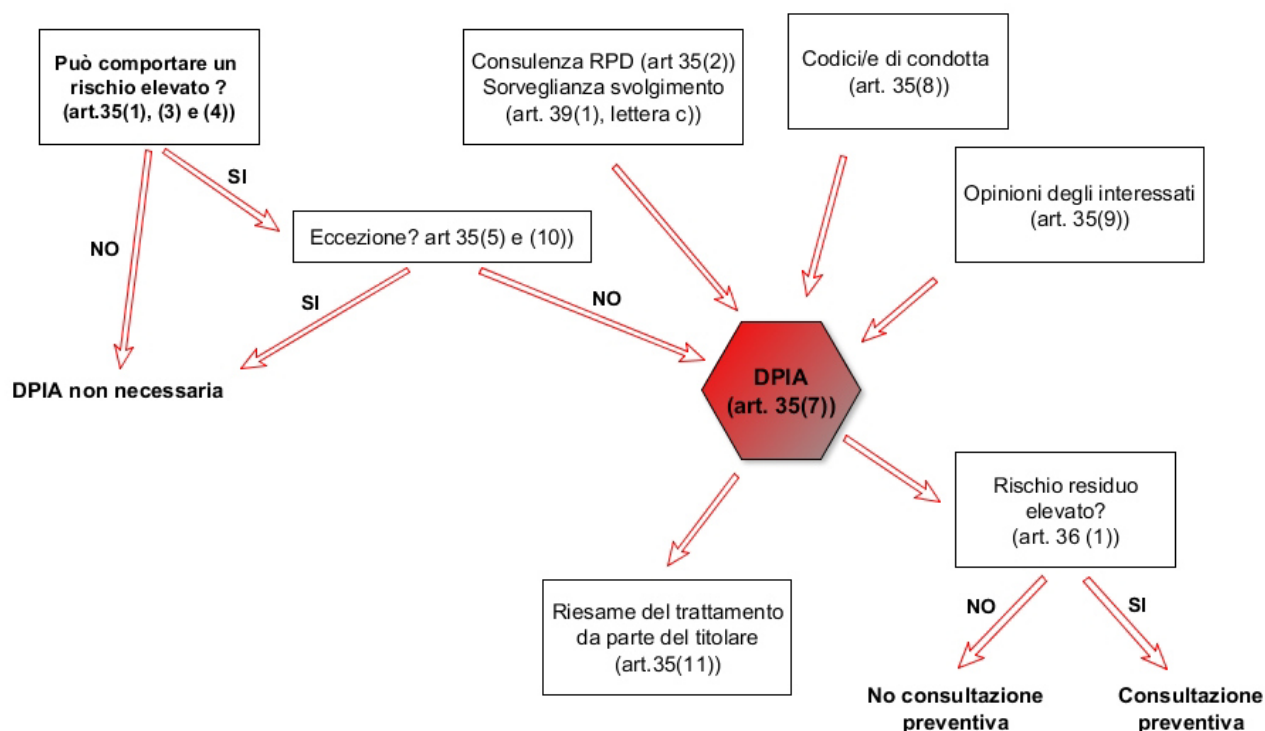 Può comportare un
rischio elevato ?
(art.35(1), (3) e (4))
Consulenza RPD (art 35(2))
Sorveglianza svolgimento
(art. 39(1), lettera c))
Codici/e di condotta
(art. 35(8))
Opinioni degli interessati
(art. 35(9))
SI
NO
Eccezione? art 35(5) e (10))
SI
NO
DPIA non necessaria
DPIA
(art. 35(7))
Rischio residuo
elevato?
(art. 36 (1))
Riesame del trattamento
da parte del titolare
(art.35(11))
NO
SI
No consultazione
preventiva
Consultazione
preventiva